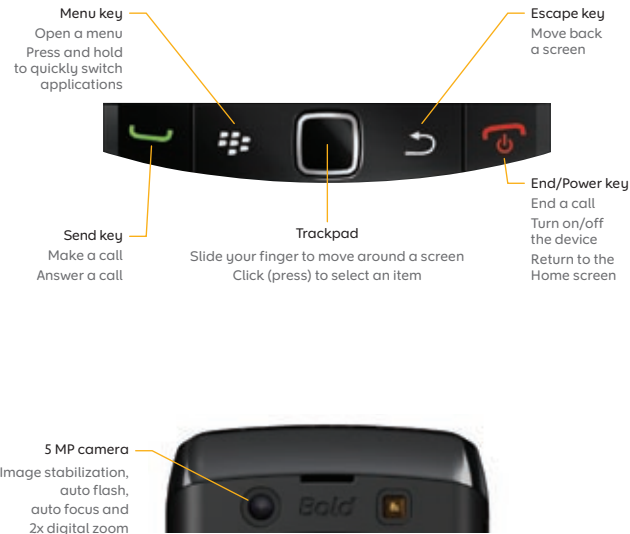 Menu key
Open a menu
Press and hold
to quickly switch
applications
Escape key
Move back
a screen
Send key
Make a call
Answer a call
Trackpad
Slide your finger to move around a screen
Click (press) to select an item
End/Power key
End a call
Turn on/off
the device
Return to the
Home screen
5 MP camera
Image stabilization,
auto flash,
auto focus and
2x digital zoom
Bold